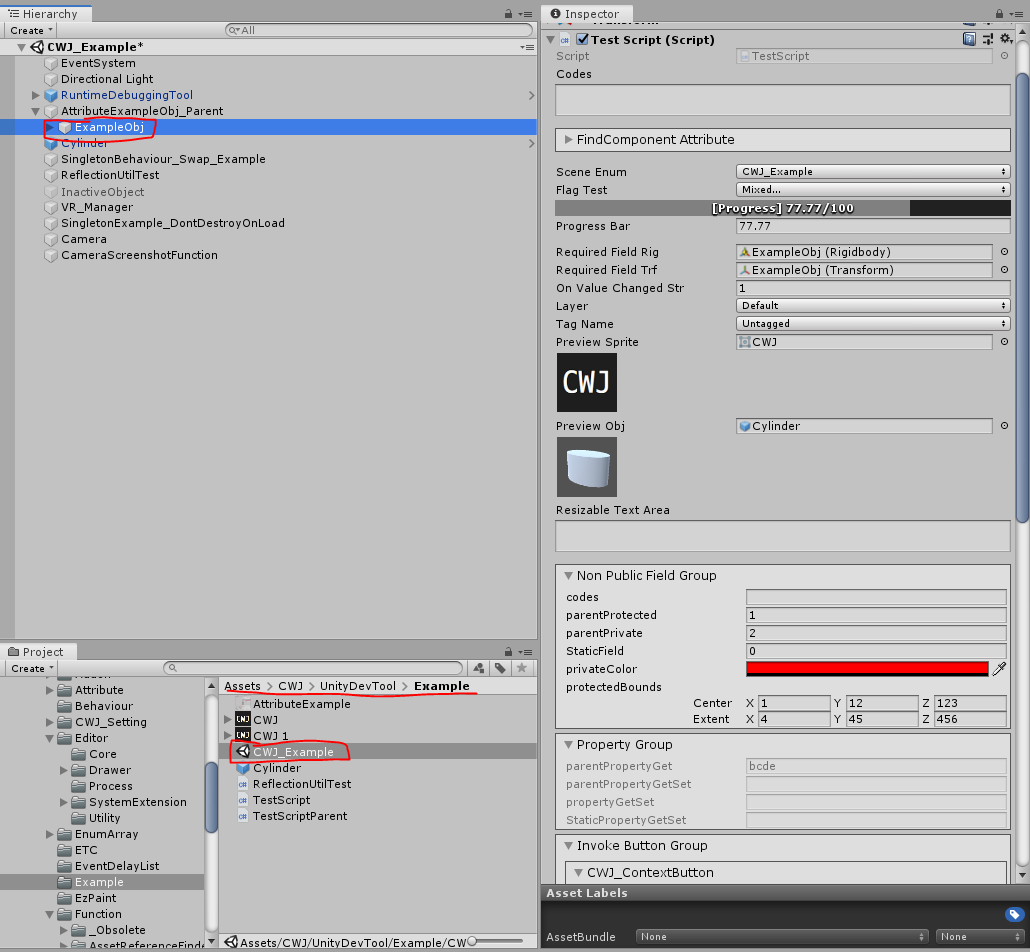 Hierarchy
Create
All
CWJ_Example*
EventSystem
Directional Light
RuntimeDebuggingTool
AttributeExampleObj_Parent
ExampleObj
Cylinder
SingletonBehaviour_Swap_Example
ReflectionUtilTest
InactiveObject
VR_Manager
SingletonExample_DontDestroyOnLoad
Camera
CameraScreenshotFunction
Project
Create
Attribute
Behaviour
CWJ_Setting
Editor
Core
Drawer
Process
SystemExtension
Utility
EnumArray
ETC
EventDelayList
Example
EzPaint
Function
_Obsolete
AssetReferenceFinde
Assets > CWJ > UnityDevTool > Example
AttributeExample
CWJ CWJ
CWJ CWJ 1
CWJ_Example
Cylinder
ReflectionUtilTest
TestScript
TestScriptParent
Assets/CWJ/UnityDevTool/Example/CW
Inspector
Test Script (Script)
Script TestScript
Codes
FindComponent Attribute
Scene Enum CWJ_Example
Flag Test Mixed...
[Progress] 77.77/100
Progress Bar 77.77
Required Field Rig ExampleObj (Rigidbody)
Required Field Trf ExampleObj (Transform)
On Value Changed Str 1
Layer Default
Tag Name Untagged
Preview Sprite CWJ
CWJ
Preview Obj Cylinder
Resizable Text Area
Non Public Field Group
codes
parentProtected 1
parentPrivate 2
StaticField 0
privateColor
protectedBounds
Center X 1 Y 12 Z 123
Extent X 4 Y 45 Z 456
Property Group
parentPropertyGet bcde
parentPropertyGetSet
propertyGetSet
StaticPropertyGetSet
Invoke Button Group
CWJ_ContextButton
Asset Labels
AssetBundle None None